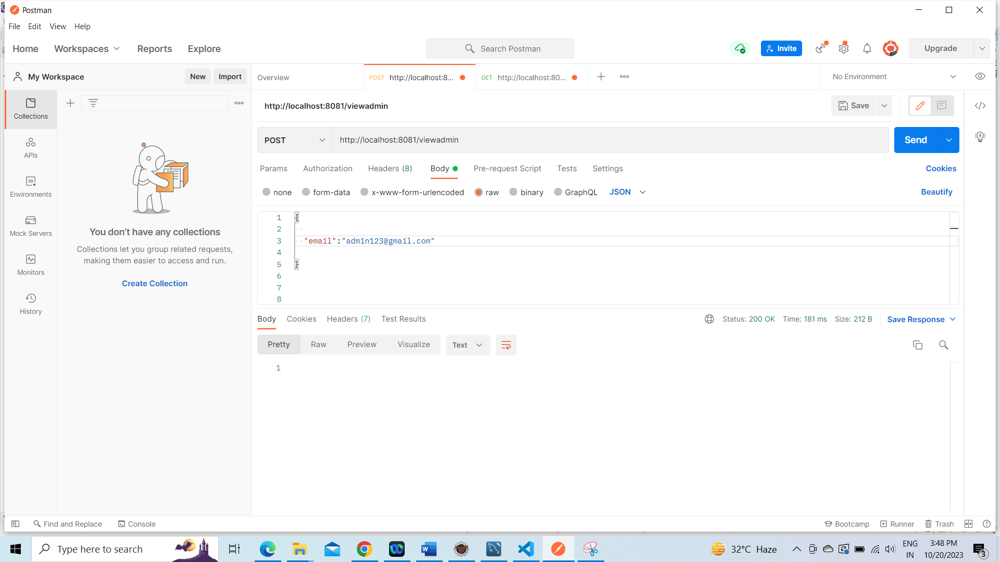 Postman
File Edit View Help
Home Workspaces Reports Explore
Search Postman
Invite
Upgrade
My Workspace
New Import
Overview
POST http://localhost:8...
GET http://localhost:80...
No Environment
Collections
APIs
Environments
Mock Servers
Monitors
History
You don't have any collections
Collections let you group related requests,
making them easier to access and run.
Create Collection
http://localhost:8081/viewadmin
Save
POST http://localhost:8081/viewadmin
Send
Params Authorization Headers (8) Body Pre-request Script Tests Settings Cookies
none form-data x-www-form-urlencoded raw binary GraphQL JSON Beautify
1 {
2
3 "email":"admin123@gmail.com"
4
5 }
6
7
8
Body Cookies Headers (7) Test Results
Status: 200 OK Time: 181 ms Size: 212 B Save Response
Pretty Raw Preview Visualize Text
1
Find and Replace Console
Bootcamp Runner Trash
Type here to search
32°C Haze
ENG
IN
3:48 PM
10/20/2023
3